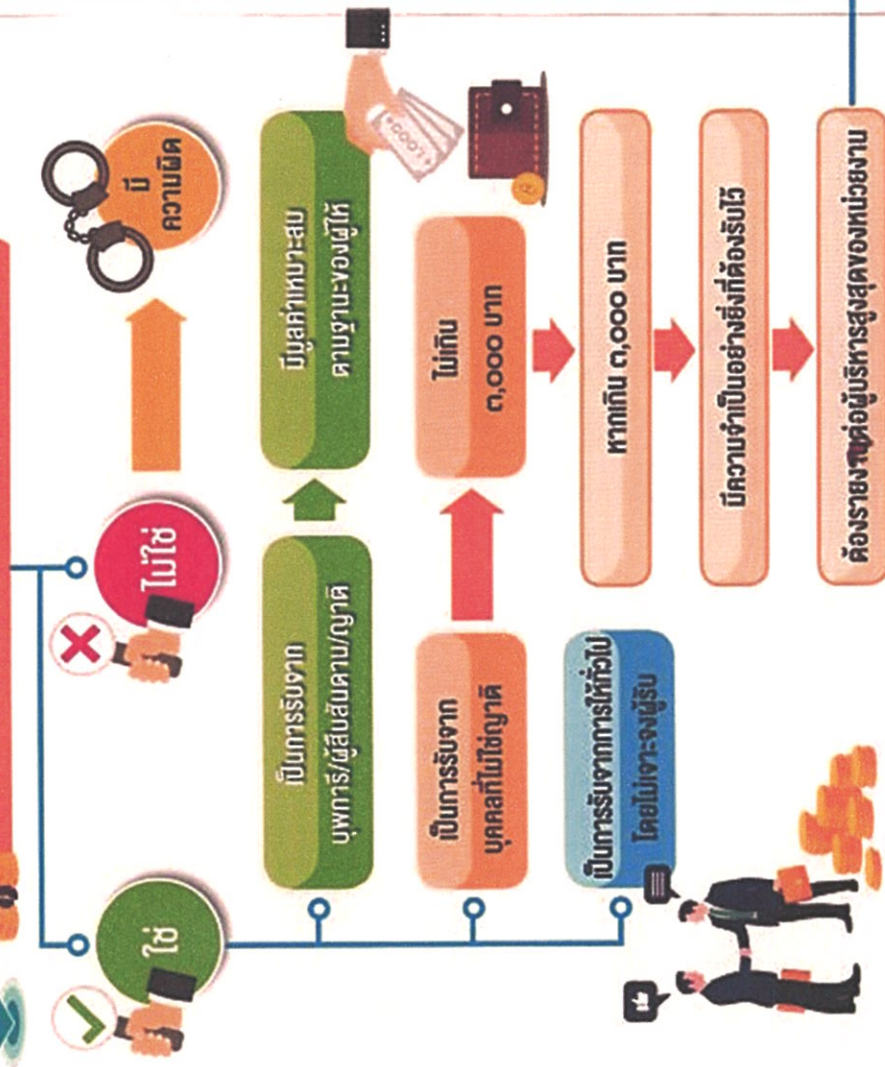 ใช่
ไม่ใช่
มี
ความผิด
เป็นการรับจาก
บุพการี/ผู้สืบสันดาน/ญาติ
มีมูลค่าเหมาะสม
ตามฐานะของผู้ให้
เป็นการรับจาก
บุคคลที่ไม่ใช่ญาติ
ไม่เกิน
๓,๐๐๐ บาท
เป็นการรับจากการให้ทั่วไป
โดยไม่เจาะจงผู้รับ
หากเกิน ๓,๐๐๐ บาท
มีความจำเป็นอย่างยิ่งที่ต้องรับไว้
ต้องรายงานต่อผู้บริหารสูงสุดของหน่วยงาน